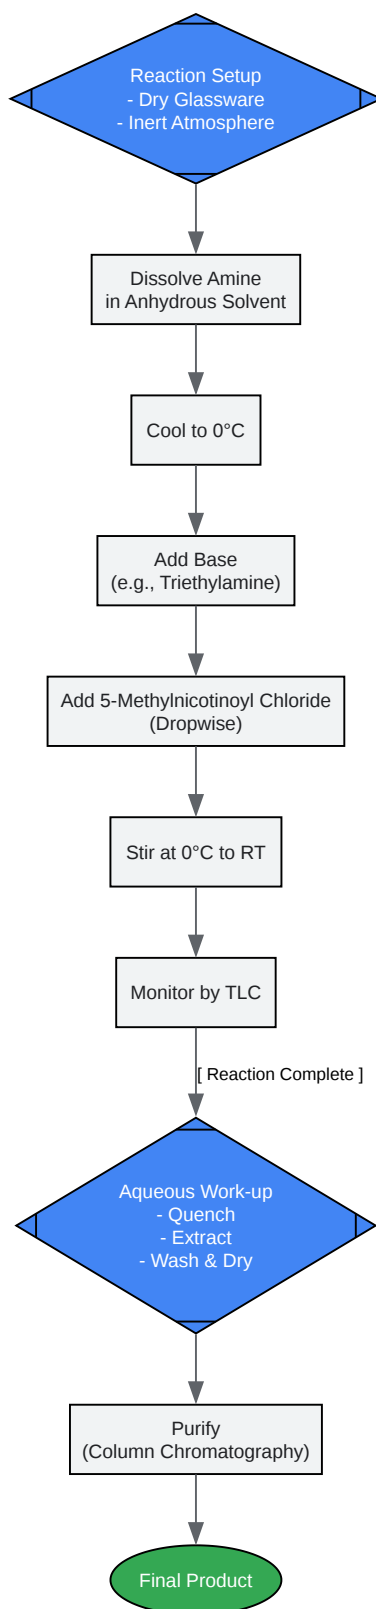 Reaction Setup
- Dry Glassware
- Inert Atmosphere
Dissolve Amine
in Anhydrous Solvent
Cool to 0°C
Add Base
(e.g., Triethylamine)
Add 5-Methylnicotinoyl Chloride
(Dropwise)
Stir at 0°C to RT
Monitor by TLC
[ Reaction Complete ]
Aqueous Work-up
- Quench
- Extract
- Wash & Dry
Purify
(Column Chromatography)
Final Product